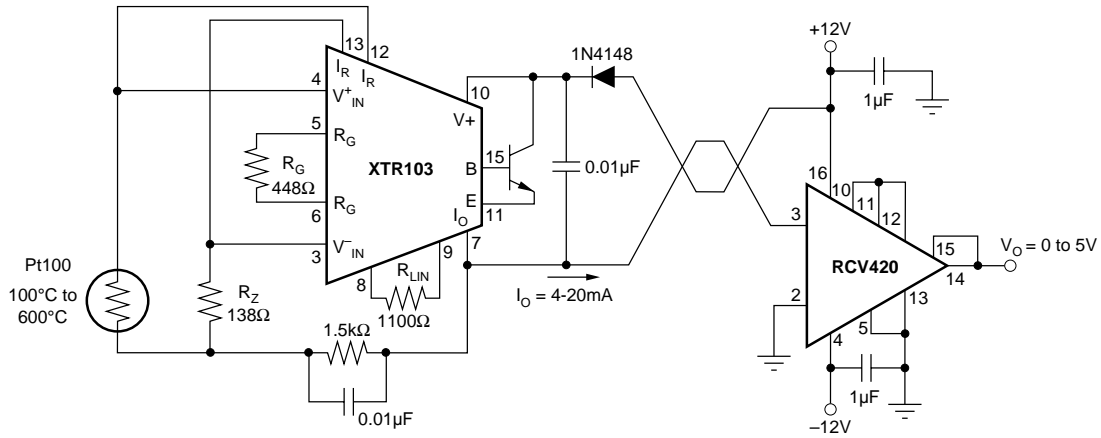 13
12
I_R
I_R
4
V⁺_IN
5
R_G
R_G
448Ω
6
R_G
V⁻_IN
3
XTR103
10
V+
15
B
E
11
I_O
7
9
8
R_LIN
1100Ω
Pt100
100°C to
600°C
R_Z
138Ω
1.5kΩ
0.01µF
1N4148
0.01µF
I_O = 4-20mA
+12V
1µF
16
10
11
12
3
15
RCV420
14
V_O = 0 to 5V
2
13
5
4
1µF
–12V